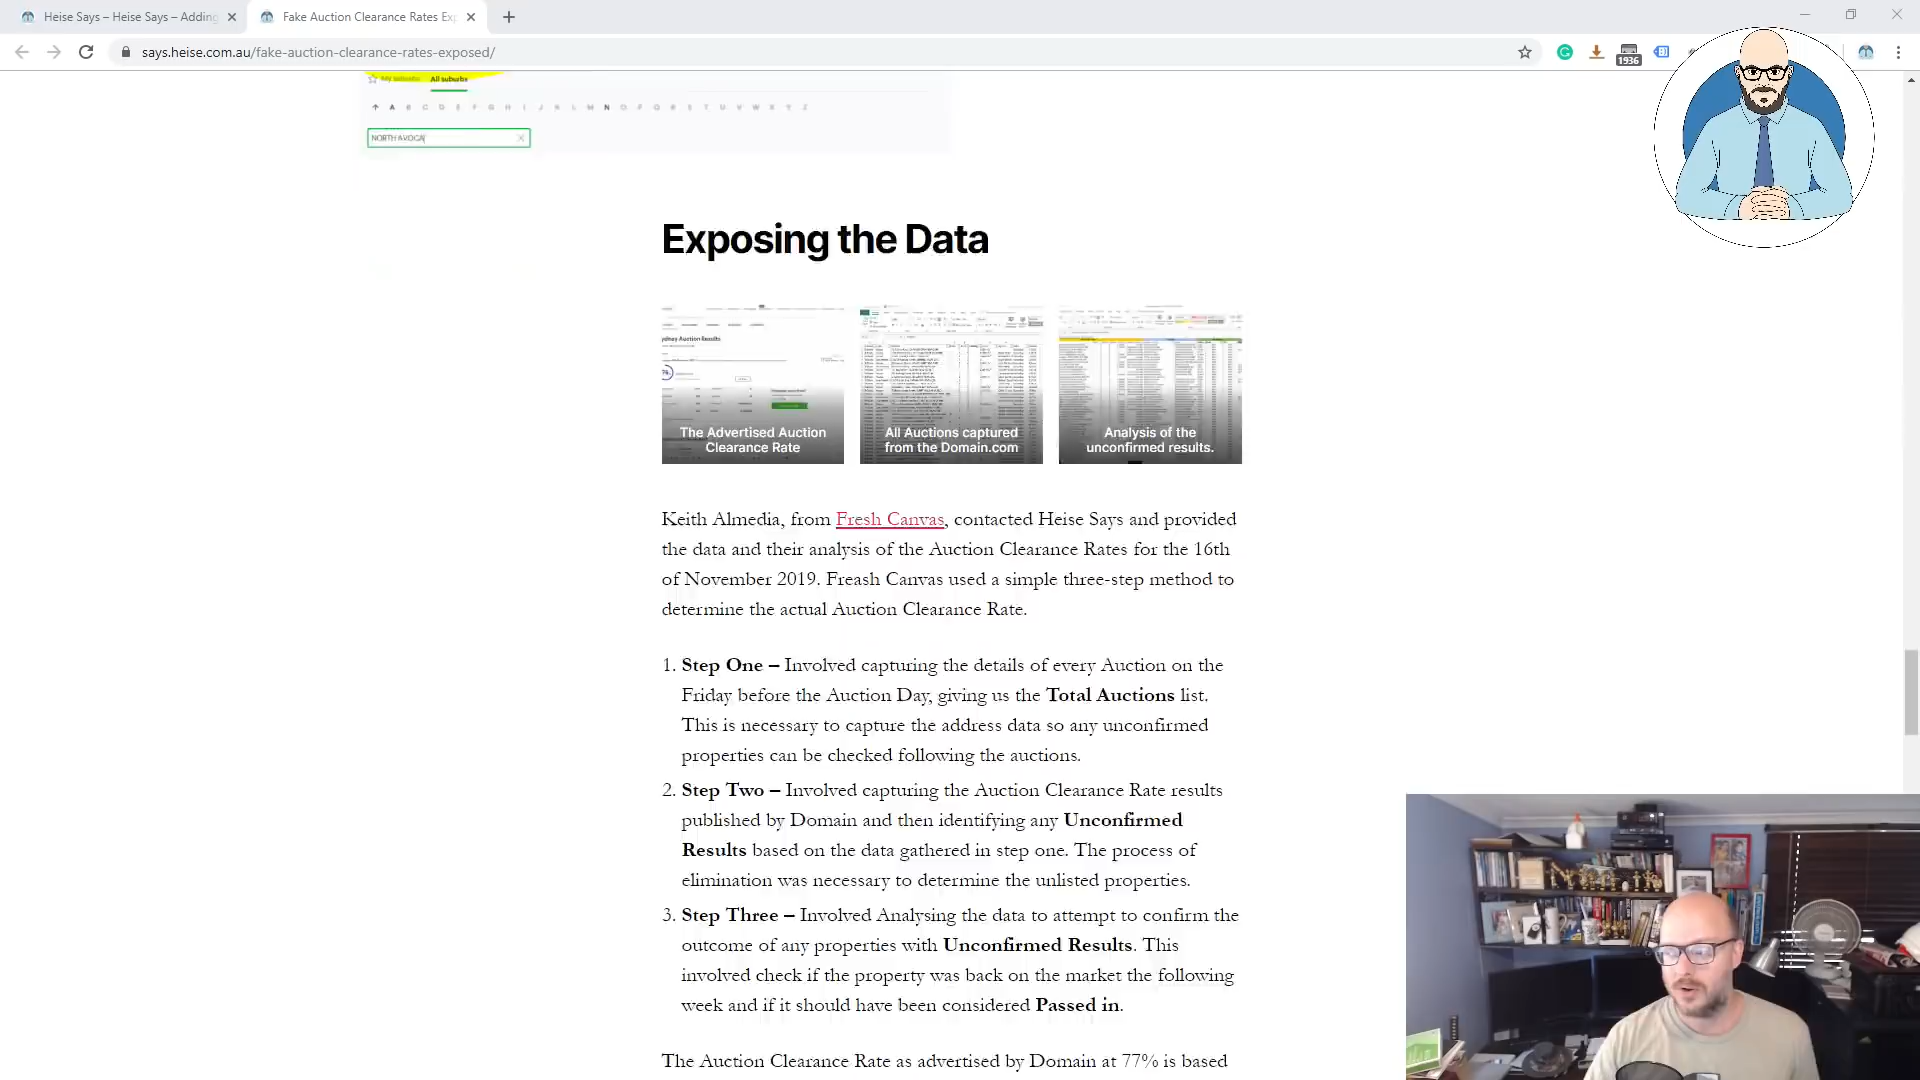 Heise Says – Heise Says – Adding
Fake Auction Clearance Rates Exp
says.heise.com.au/fake-auction-clearance-rates-exposed/
1936
My suburbs All suburbs
A B C D E F G H I J K L M N O P Q R S T U V W X Y Z
NORTH AVOCA
Exposing the Data
Sydney Auction Results
The Advertised Auction
Clearance Rate
All Auctions captured
from the Domain.com
Analysis of the
unconfirmed results.
Keith Almedia, from Fresh Canvas, contacted Heise Says and provided
the data and their analysis of the Auction Clearance Rates for the 16th
of November 2019. Freash Canvas used a simple three-step method to
determine the actual Auction Clearance Rate.
1. Step One – Involved capturing the details of every Auction on the
Friday before the Auction Day, giving us the Total Auctions list.
This is necessary to capture the address data so any unconfirmed
properties can be checked following the auctions.
2. Step Two – Involved capturing the Auction Clearance Rate results
published by Domain and then identifying any Unconfirmed
Results based on the data gathered in step one. The process of
elimination was necessary to determine the unlisted properties.
3. Step Three – Involved Analysing the data to attempt to confirm the
outcome of any properties with Unconfirmed Results. This
involved check if the property was back on the market the following
week and if it should have been considered Passed in.
The Auction Clearance Rate as advertised by Domain at 77% is based